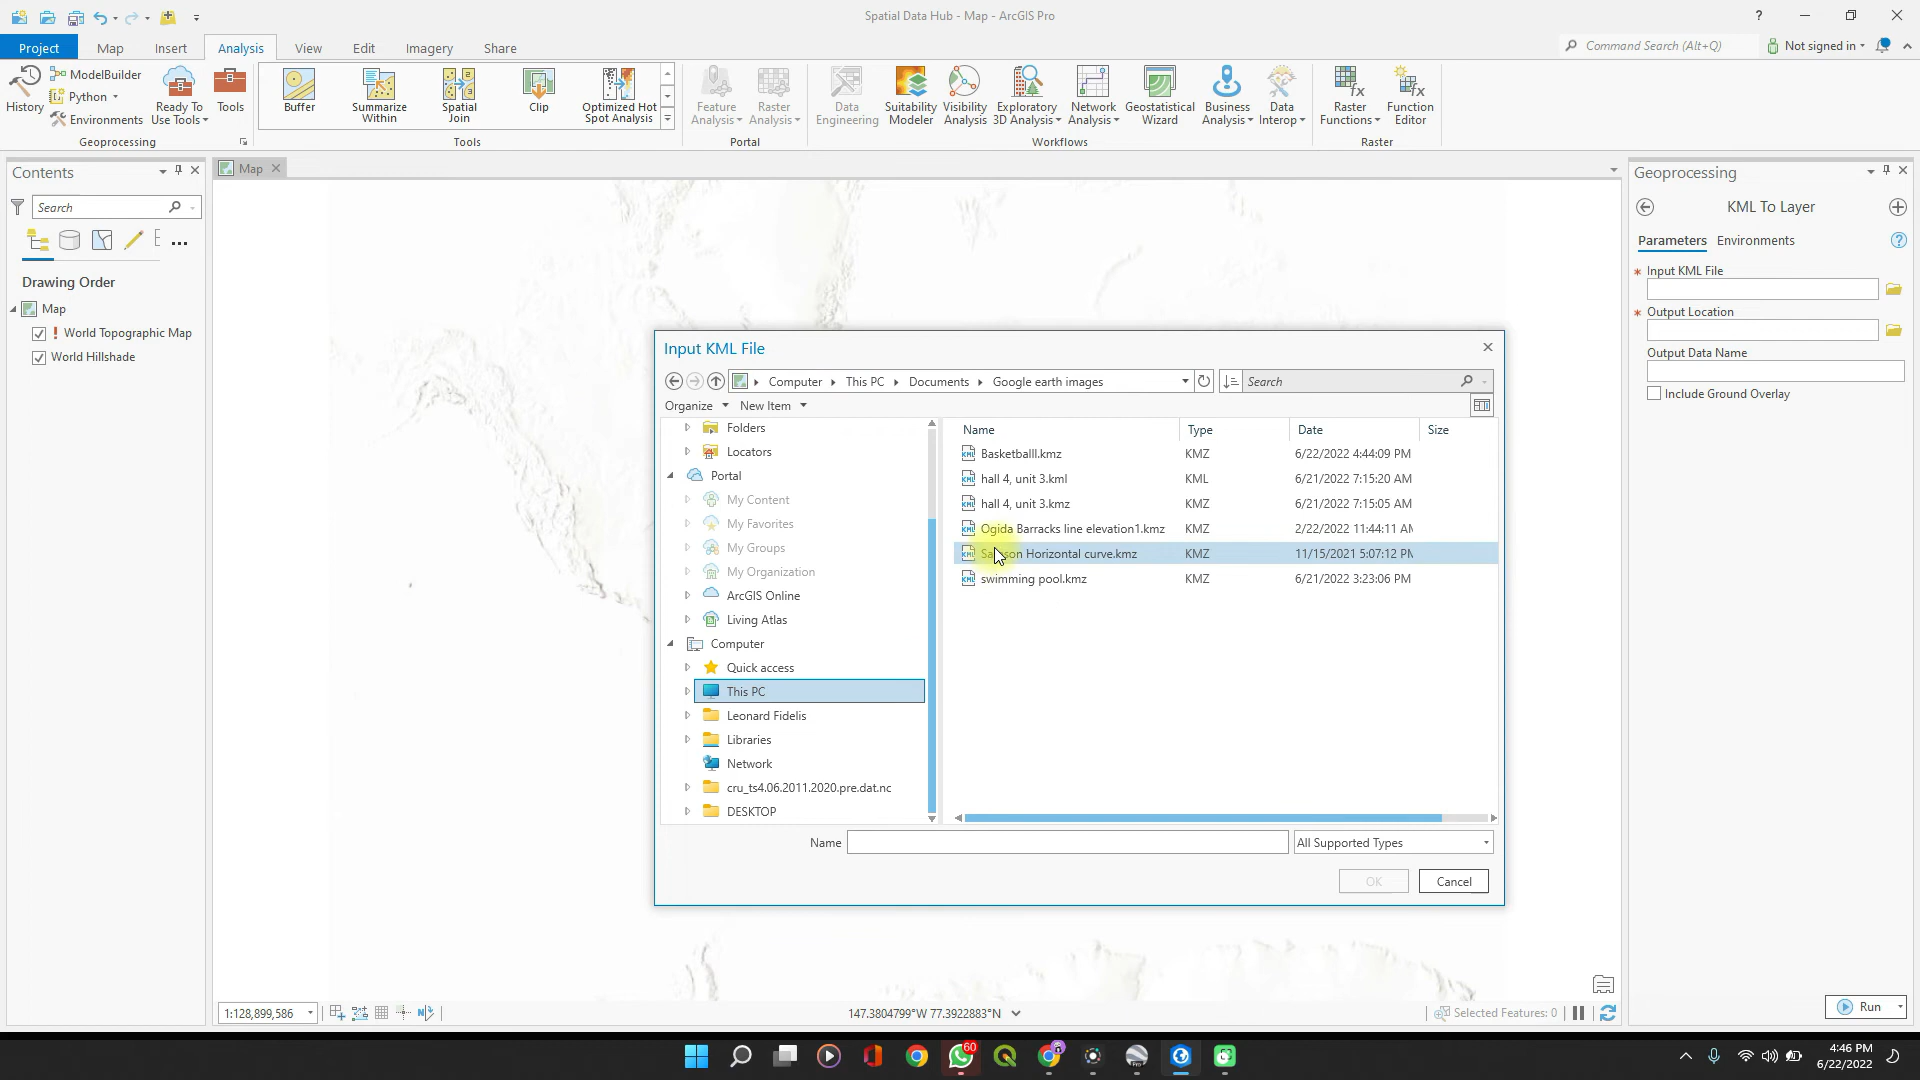 Spatial Data Hub - Map - ArcGIS Pro
Project Map Insert Analysis View Edit Imagery Share
Command Search (Alt+Q)
Not signed in
History
ModelBuilder
Python
Environments
Ready To Use Tools
Tools
Geoprocessing
Buffer
Summarize Within
Spatial Join
Clip
Optimized Hot Spot Analysis
Tools
Feature Analysis
Raster Analysis
Portal
Data Engineering
Suitability Modeler
Visibility Analysis
Exploratory 3D Analysis
Network Analysis
Geostatistical Wizard
Business Analysis
Data Interop
Workflows
Raster Functions
Function Editor
Raster
Contents
Search
Drawing Order
Map
World Topographic Map
World Hillshade
Map
Input KML File
Computer This PC Documents Google earth images
Search
Organize New Item
Folders
Locators
Portal
My Content
My Favorites
My Groups
My Organization
ArcGIS Online
Living Atlas
Computer
Quick access
This PC
Leonard Fidelis
Libraries
Network
cru_ts4.06.2011.2020.pre.dat.nc
DESKTOP
Name Type Date Size
Basketballl.kmz KMZ 6/22/2022 4:44:09 PM
hall 4, unit 3.kml KML 6/21/2022 7:15:20 AM
hall 4, unit 3.kmz KMZ 6/21/2022 7:15:05 AM
Ogida Barracks line elevation1.kmz KMZ 2/22/2022 11:44:11 AM
Horizontal curve.kmz KMZ 11/15/2021 5:07:12 PM
swimming pool.kmz KMZ 6/21/2022 3:23:06 PM
Name
All Supported Types
OK Cancel
Geoprocessing
KML To Layer
Parameters Environments
Input KML File
Output Location
Output Data Name
Include Ground Overlay
Run
1:128,899,586
147.3804799°W 77.3922883°N
Selected Features: 0
60
4:46 PM
6/22/2022